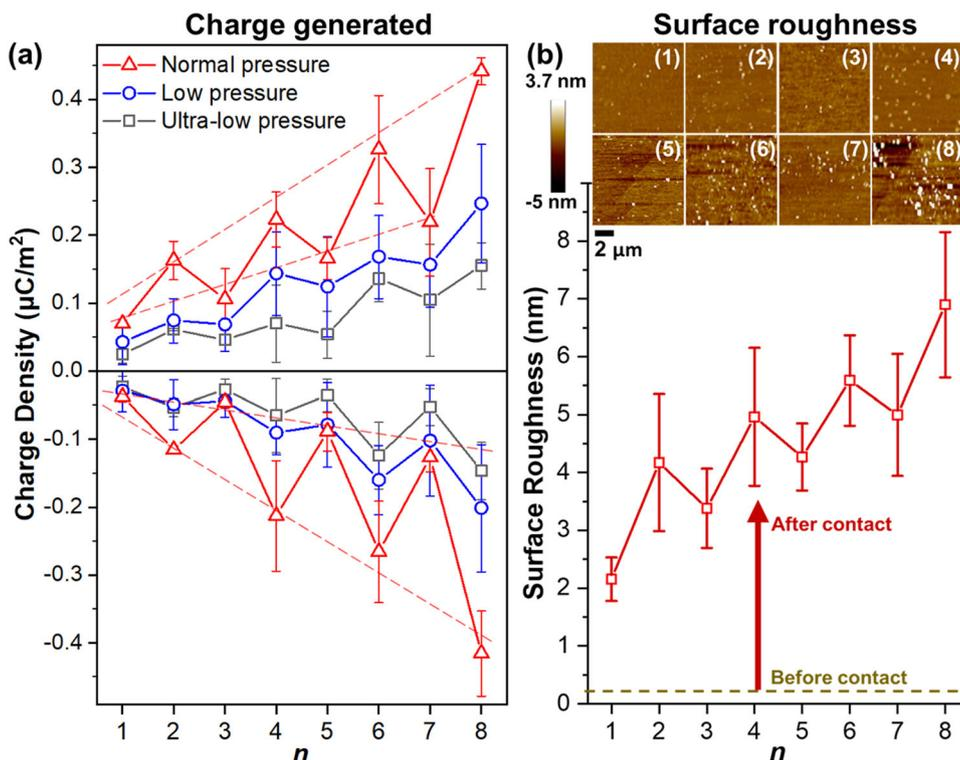 Charge generated
(a)
Normal pressure
Low pressure
Ultra-low pressure
Charge Density (µC/m²)
0.4
0.3
0.2
0.1
0.0
-0.1
-0.2
-0.3
-0.4
1 2 3 4 5 6 7 8
n
Surface roughness
(b)
3.7 nm
-5 nm
(1) (2) (3) (4)
(5) (6) (7) (8)
2 µm
Surface Roughness (nm)
8
7
6
5
4
3
2
1
0
After contact
Before contact
1 2 3 4 5 6 7 8
n